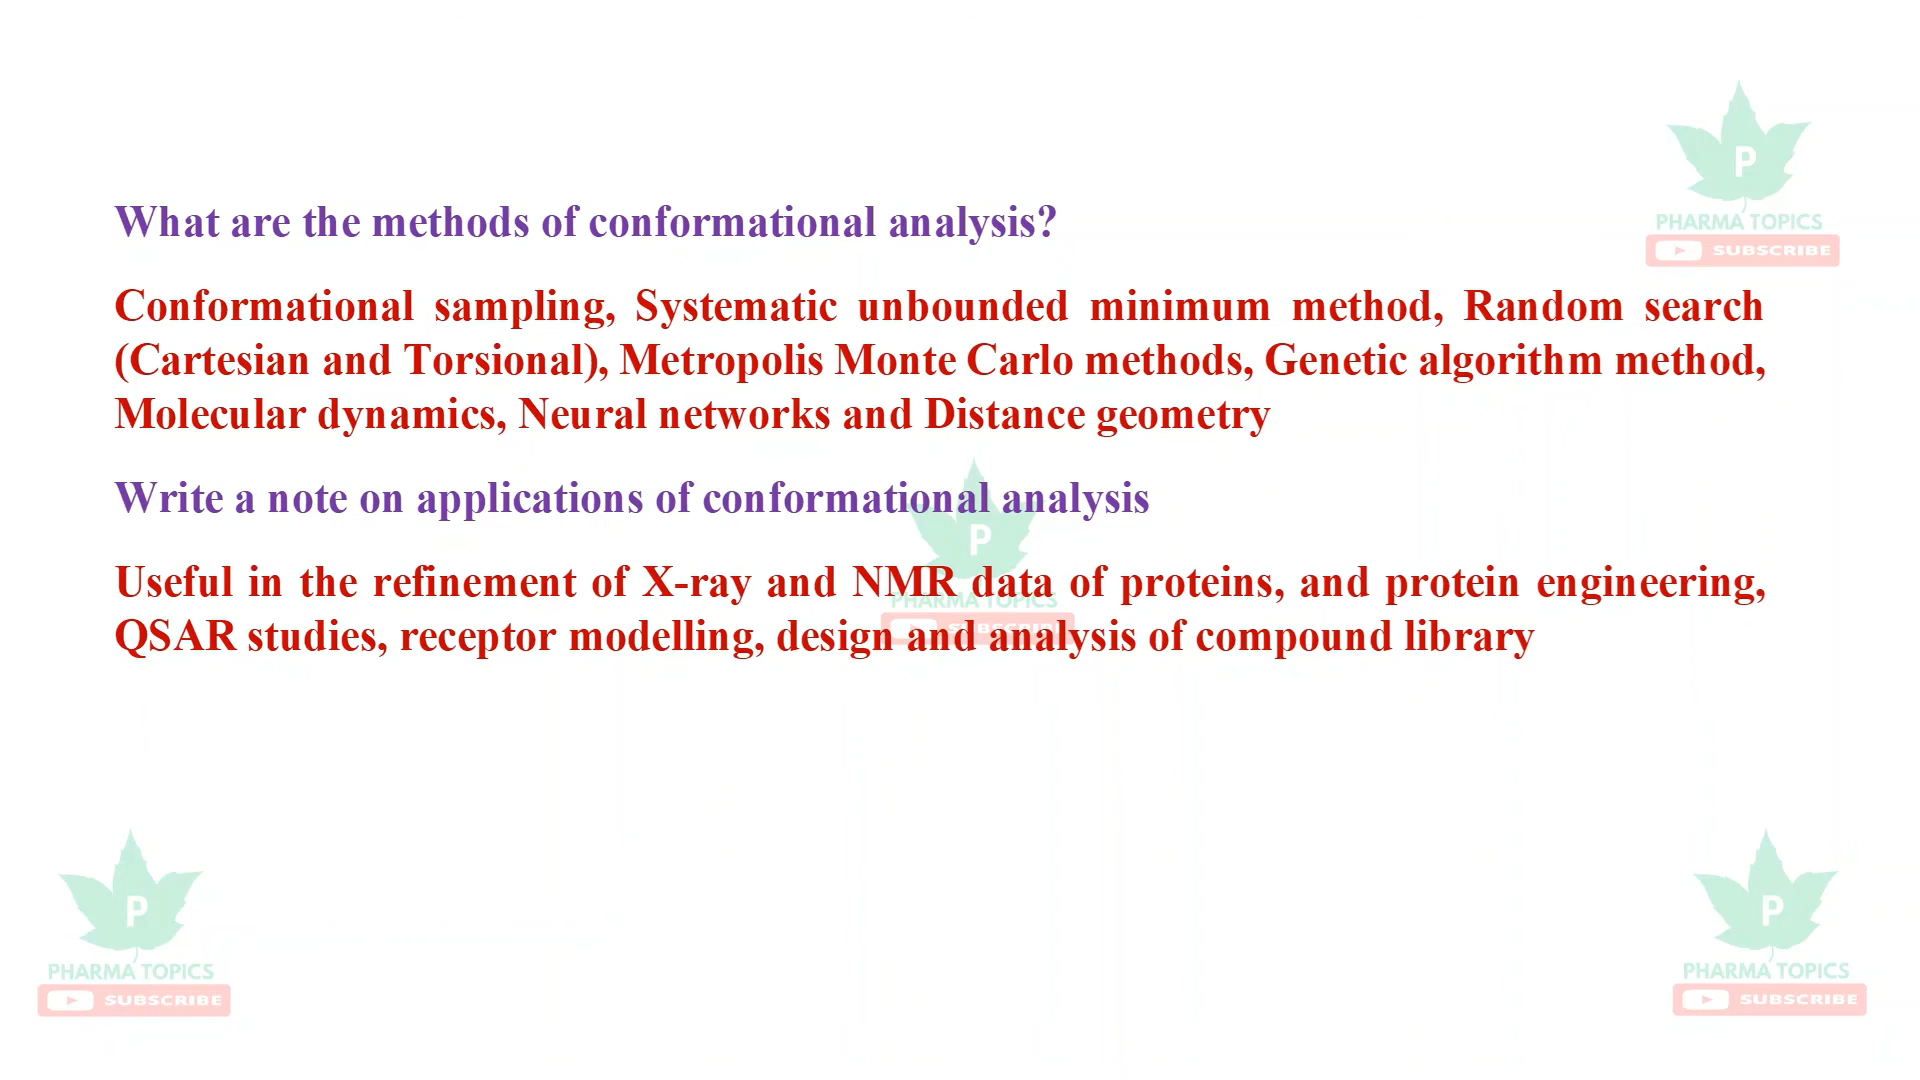 What are the methods of conformational analysis?
Conformational sampling, Systematic unbounded minimum method, Random search
(Cartesian and Torsional), Metropolis Monte Carlo methods, Genetic algorithm method,
Molecular dynamics, Neural networks and Distance geometry
Write a note on applications of conformational analysis
Useful in the refinement of X-ray and NMR data of proteins, and protein engineering,
QSAR studies, receptor modelling, design and analysis of compound library
P
PHARMA TOPICS
SUBSCRIBE
P
PHARMA TOPICS
SUBSCRIBE
P
PHARMA TOPICS
SUBSCRIBE
P
PHARMA TOPICS
SUBSCRIBE